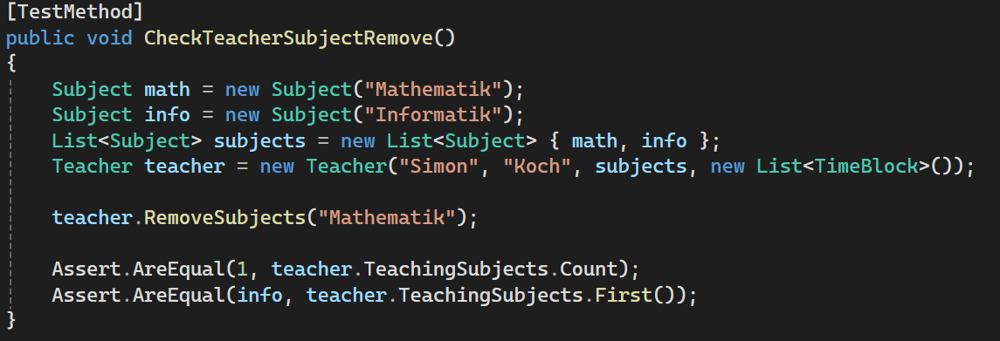 [TestMethod]
public void CheckTeacherSubjectRemove()
{
    Subject math = new Subject("Mathematik");
    Subject info = new Subject("Informatik");
    List<Subject> subjects = new List<Subject> { math, info };
    Teacher teacher = new Teacher("Simon", "Koch", subjects, new List<TimeBlock>());

    teacher.RemoveSubjects("Mathematik");

    Assert.AreEqual(1, teacher.TeachingSubjects.Count);
    Assert.AreEqual(info, teacher.TeachingSubjects.First());
}